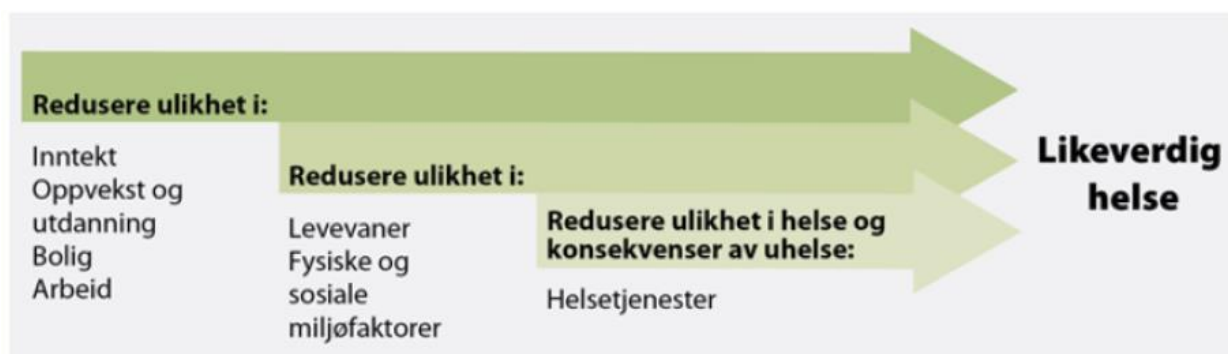 Redusere ulikhet i:
Inntekt
Oppvekst og
utdanning
Bolig
Arbeid
Redusere ulikhet i:
Levevaner
Fysiske og
sosiale
miljøfaktorer
Redusere ulikhet i helse og
konsekvenser av uhelse:
Helsetjenester
Likeverdig
helse